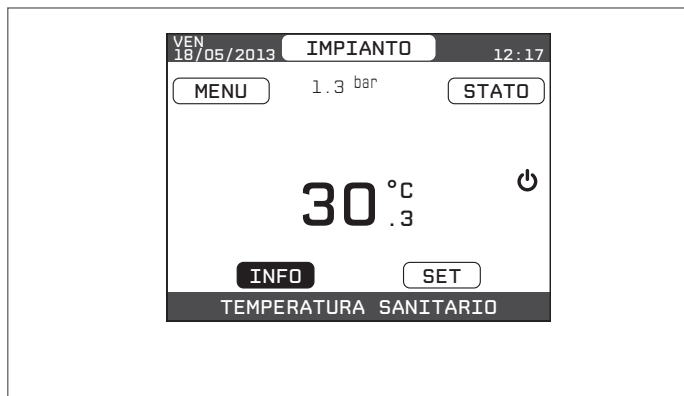 VEN
18/05/2013 IMPIANTO 12:17
MENU 1.3 bar STATO
30.3 °C
INFO SET
TEMPERATURA SANITARIO